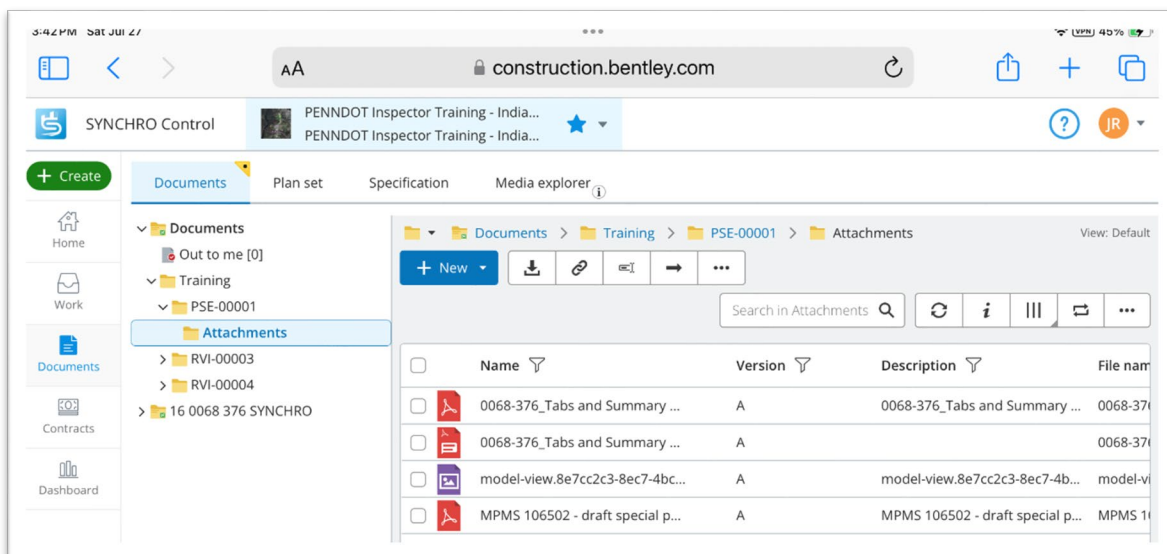 3:42 PM Sat Jul 27
VPN 45%
AA construction.bentley.com
SYNCHRO Control
PENNDOT Inspector Training - India...
PENNDOT Inspector Training - India...
? JR
+ Create
Documents Plan set Specification Media explorer i
Home
Work
Documents
Contracts
Dashboard
Documents
Out to me [0]
Training
PSE-00001
Attachments
RVI-00003
RVI-00004
16 0068 376 SYNCHRO
Documents > Training > PSE-00001 > Attachments View: Default
+ New
Search in Attachments
Name Version Description File nam
0068-376_Tabs and Summary ... A 0068-376_Tabs and Summary ... 0068-37
0068-376_Tabs and Summary ... A 0068-37
model-view.8e7cc2c3-8ec7-4bc... A model-view.8e7cc2c3-8ec7-4b... model-vi
MPMS 106502 - draft special p... A MPMS 106502 - draft special p... MPMS 1